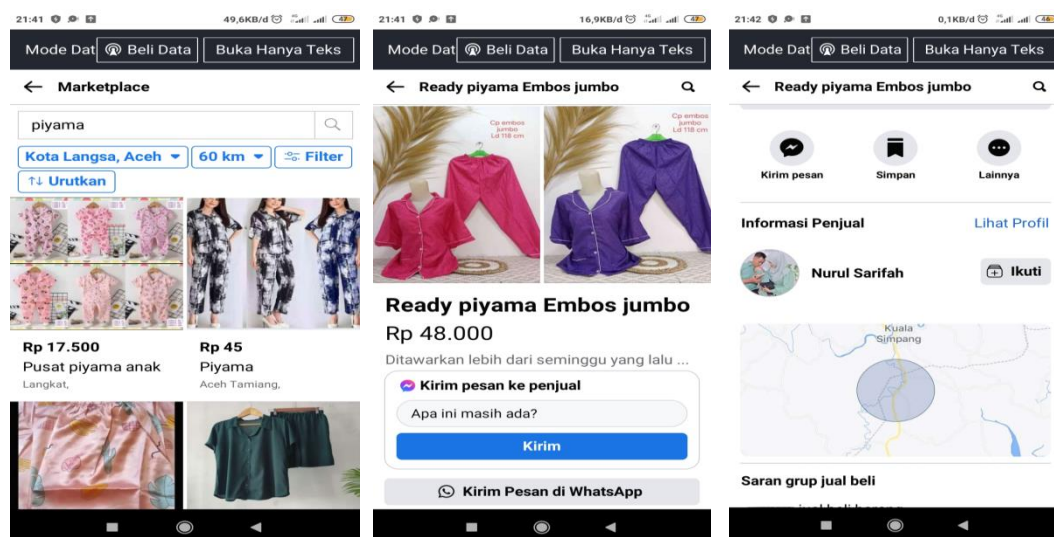 21:41
49,6KB/d
47
Mode Dat
Beli Data
Buka Hanya Teks
Marketplace
piyama
Kota Langsa, Aceh
60 km
Filter
Urutkan
Rp 17.500
Pusat piyama anak
Langkat,
Rp 45
Piyama
Aceh Tamiang,
21:41
16,9KB/d
Mode Dat
Beli Data
Buka Hanya Teks
Ready piyama Embos jumbo
Cp embos
jumbo
Ld 118 cm
Cp embos
jumbo
Ld 118 cm
Ready piyama Embos jumbo
Rp 48.000
Ditawarkan lebih dari seminggu yang lalu ...
Kirim pesan ke penjual
Apa ini masih ada?
Kirim
Kirim Pesan di WhatsApp
21:42
0,1KB/d
Mode Dat
Beli Data
Buka Hanya Teks
Ready piyama Embos jumbo
Kirim pesan
Simpan
Lainnya
Informasi Penjual
Lihat Profil
Nurul Sarifah
Ikuti
Kuala
Simpang
Saran grup jual beli